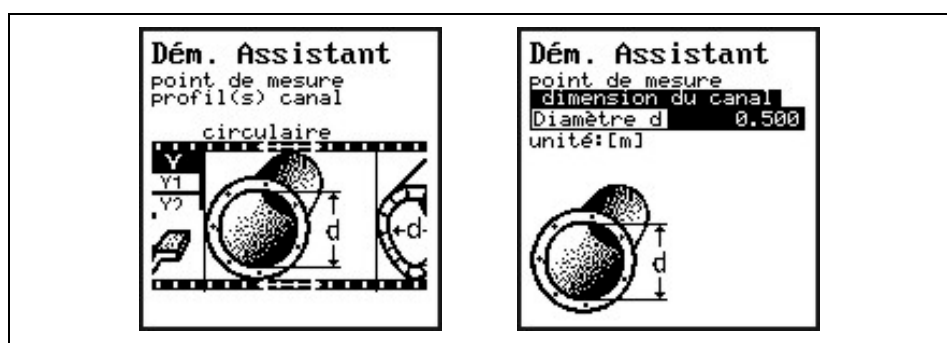 Dém. Assistant
point de mesure
profil(s) canal
circulaire
Y
Y1
Y2
d
d
Dém. Assistant
point de mesure
dimension du canal
Diamètre d 0.500
unité:[m]
d